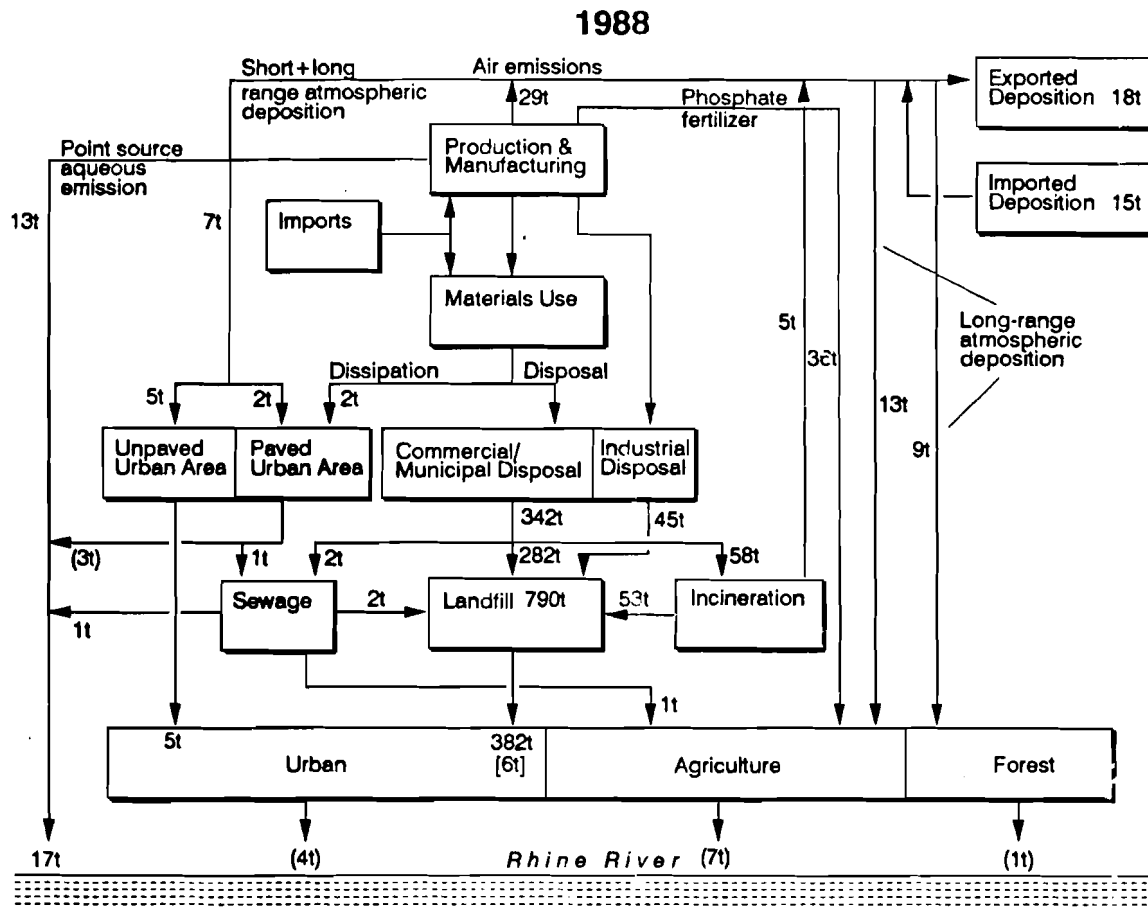 1988
Short+long
range atmospheric
deposition
Air emissions
29t
Phosphate
fertilizer
Exported
Deposition 18t
Point source
aqueous
emission
Production &
Manufacturing
Imported
Deposition 15t
13t
7t
Imports
Materials Use
5t
Long-range
atmospheric
deposition
Dissipation
Disposal
5t
2t
2t
13t
9t
Unpaved
Urban Area
Paved
Urban Area
Commercial/
Municipal Disposal
Industrial
Disposal
342t
45t
(3t)
1t
2t
282t
58t
Sewage
2t
Landfill 790t
53t
Incineration
1t
1t
5t
382t
[6t]
Urban
Agriculture
Forest
17t
(4t)
Rhine River
(7t)
(1t)